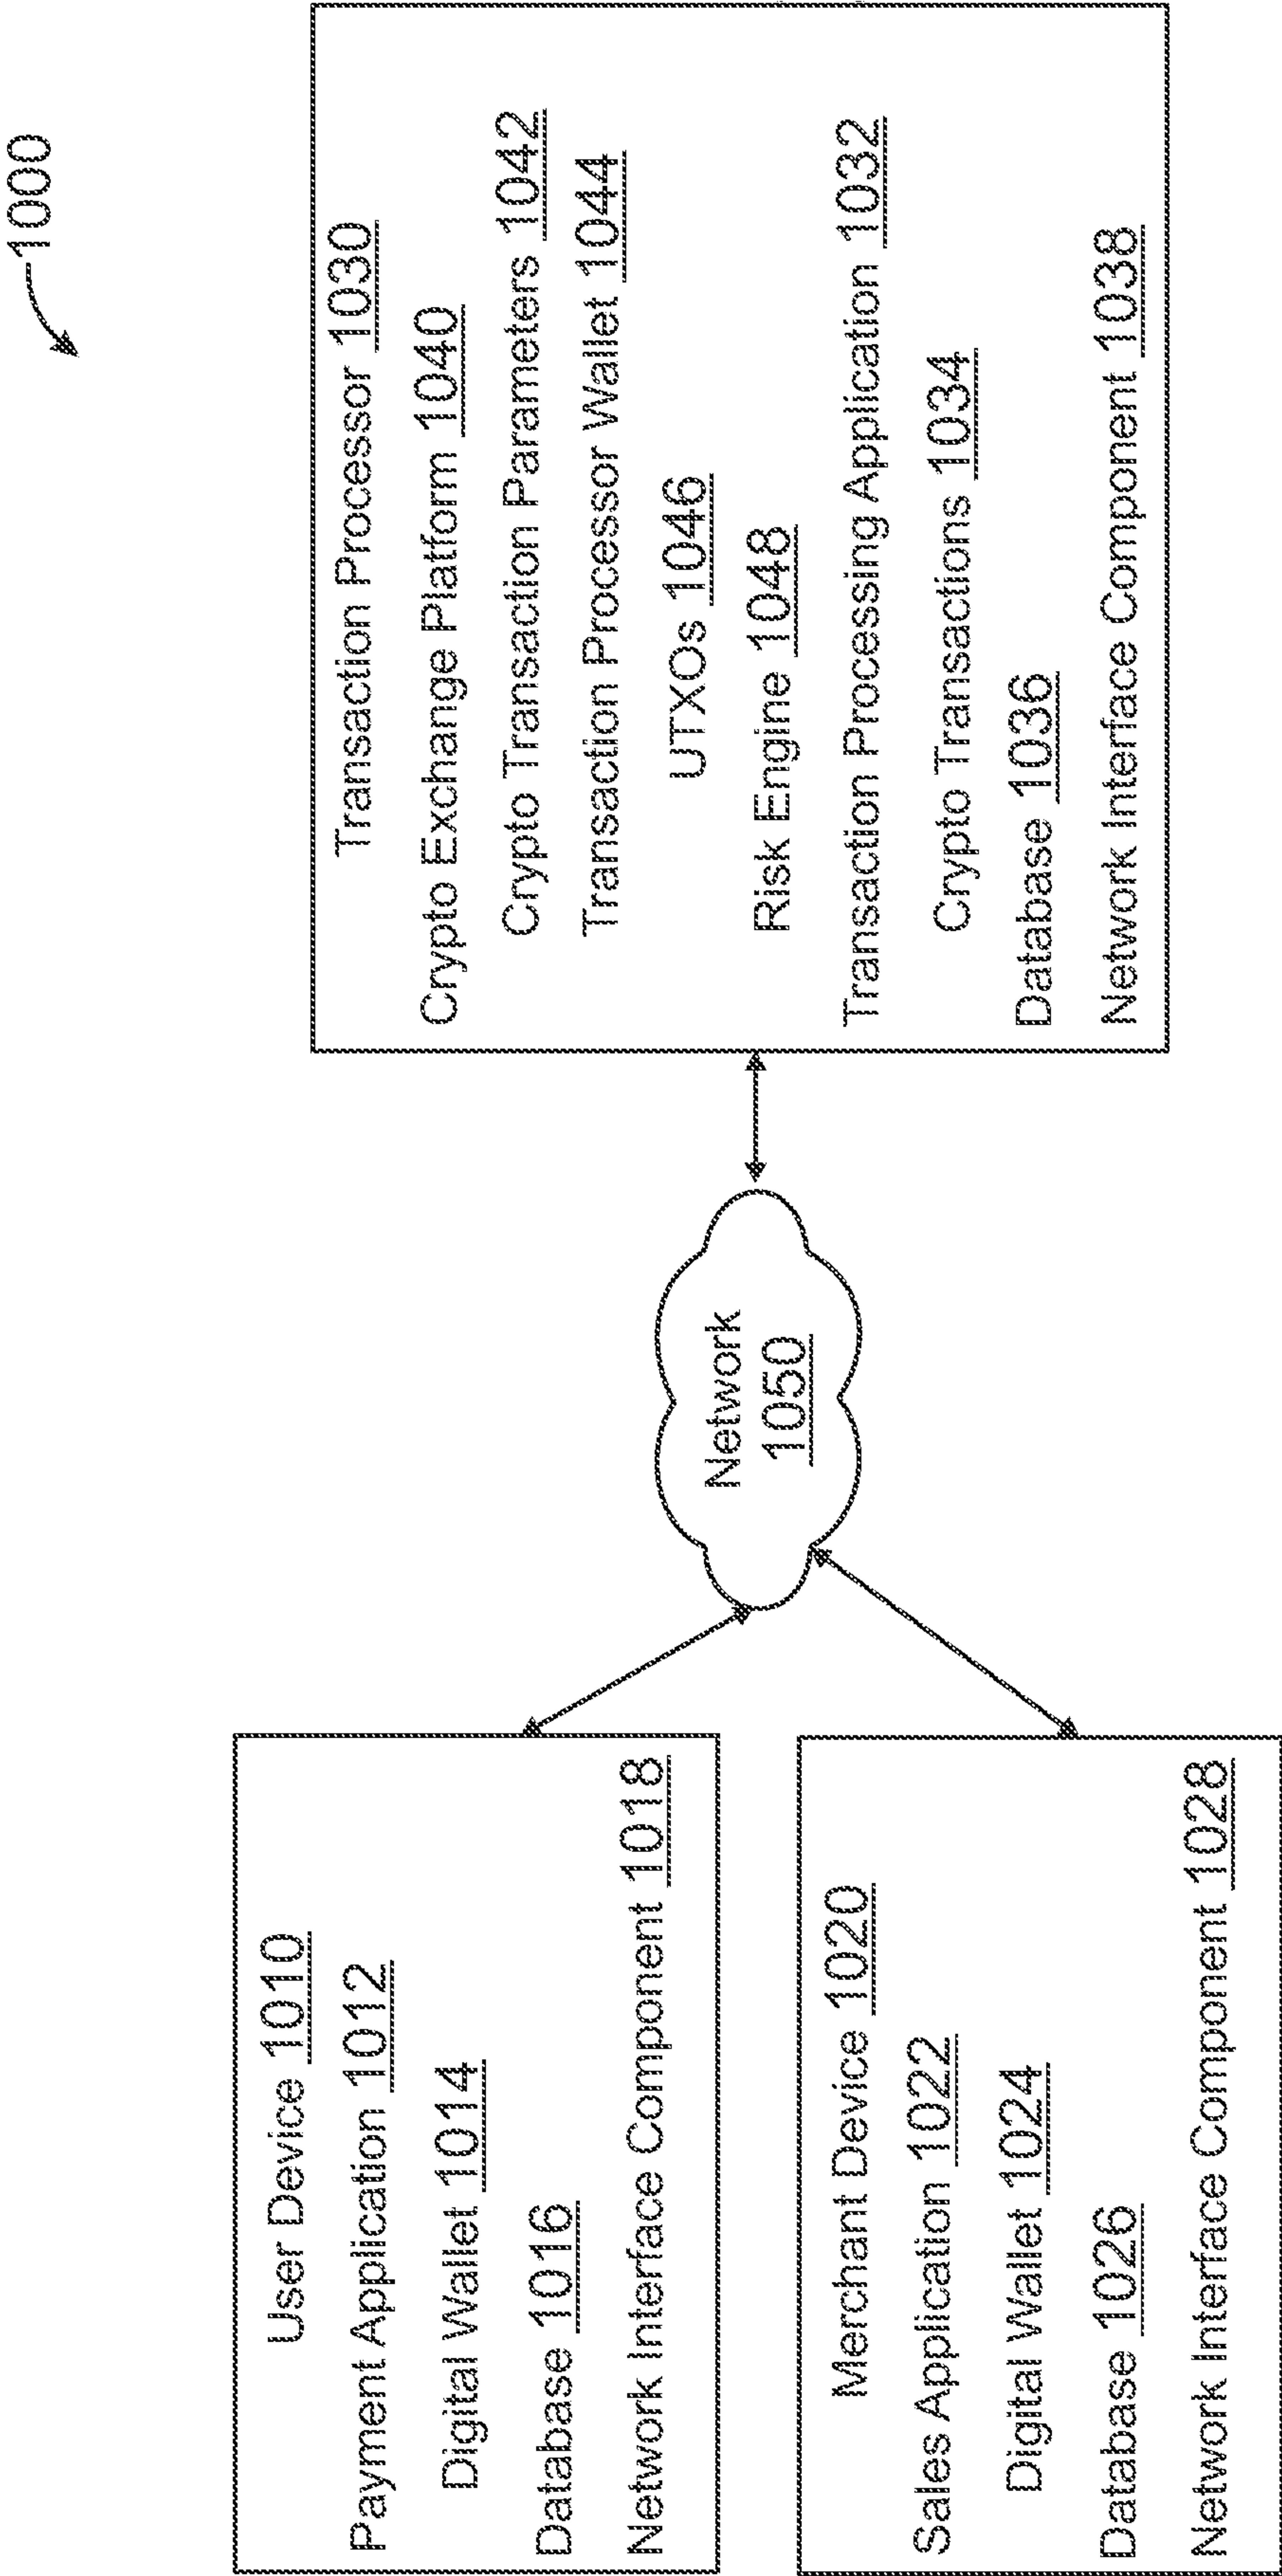 1000
User Device 1010
Payment Application 1012
Digital Wallet 1014
Database 1016
Network Interface Component 1018
Merchant Device 1020
Sales Application 1022
Digital Wallet 1024
Database 1026
Network Interface Component 1028
Network
1050
Transaction Processor 1030
Crypto Exchange Platform 1040
Crypto Transaction Parameters 1042
Transaction Processor Wallet 1044
UTXOs 1046
Risk Engine 1048
Transaction Processing Application 1032
Crypto Transactions 1034
Database 1036
Network Interface Component 1038